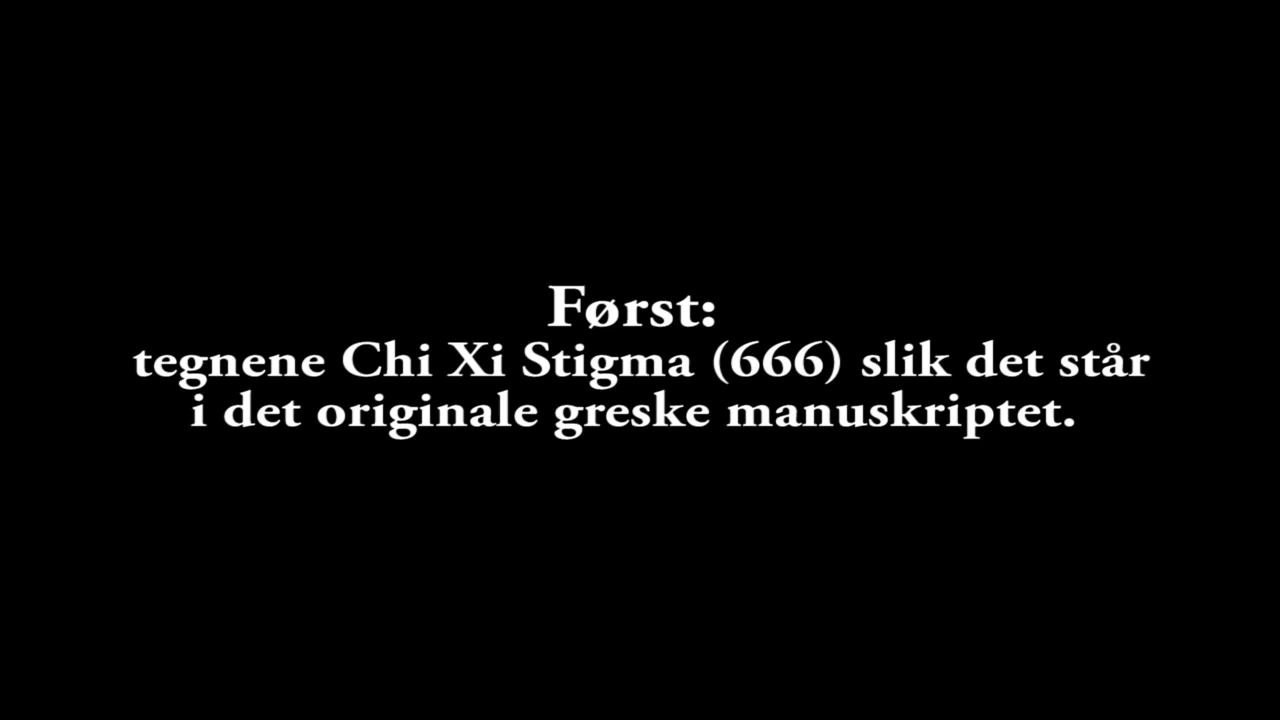 Først:
tegnene Chi Xi Stigma (666) slik det står
i det originale greske manuskriptet.